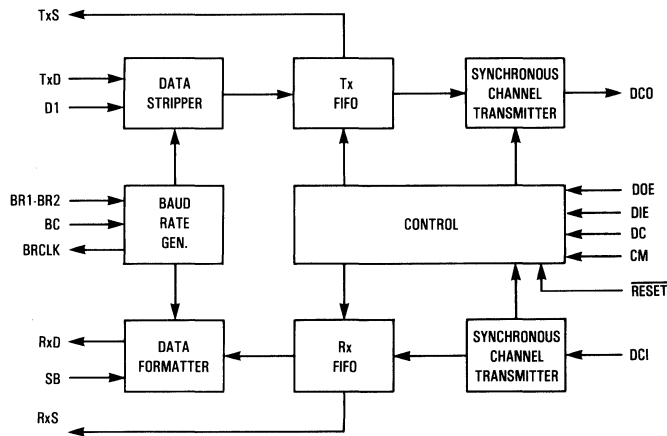 TxS
TxD
D1
DATA
STRIPPER
Tx
FIFO
SYNCHRONOUS
CHANNEL
TRANSMITTER
DCO
BR1-BR2
BC
BRCLK
BAUD
RATE
GEN.
CONTROL
DOE
DIE
DC
CM
RESET
RxD
SB
DATA
FORMATTER
Rx
FIFO
SYNCHRONOUS
CHANNEL
TRANSMITTER
DCI
RxS